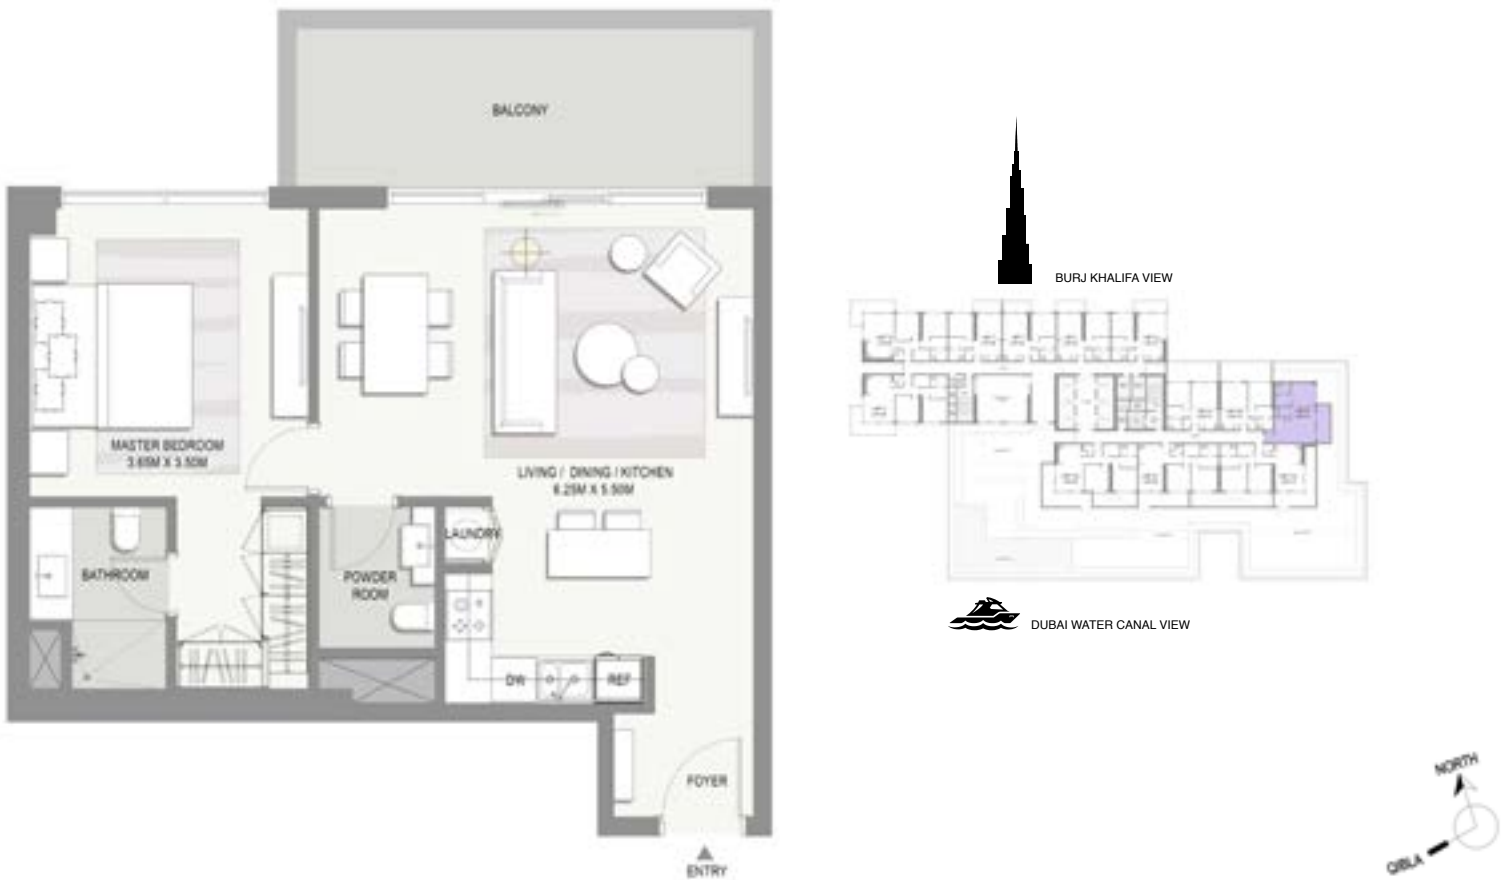 BALCONY
MASTER BEDROOM
3.65M X 3.50M
LIVING / DINING / KITCHEN
6.25M X 5.50M
LAUNDRY
BATHROOM
POWDER
ROOM
DW
REF
FOYER
ENTRY
BURJ KHALIFA VIEW
DUBAI WATER CANAL VIEW
NORTH
QIBLA